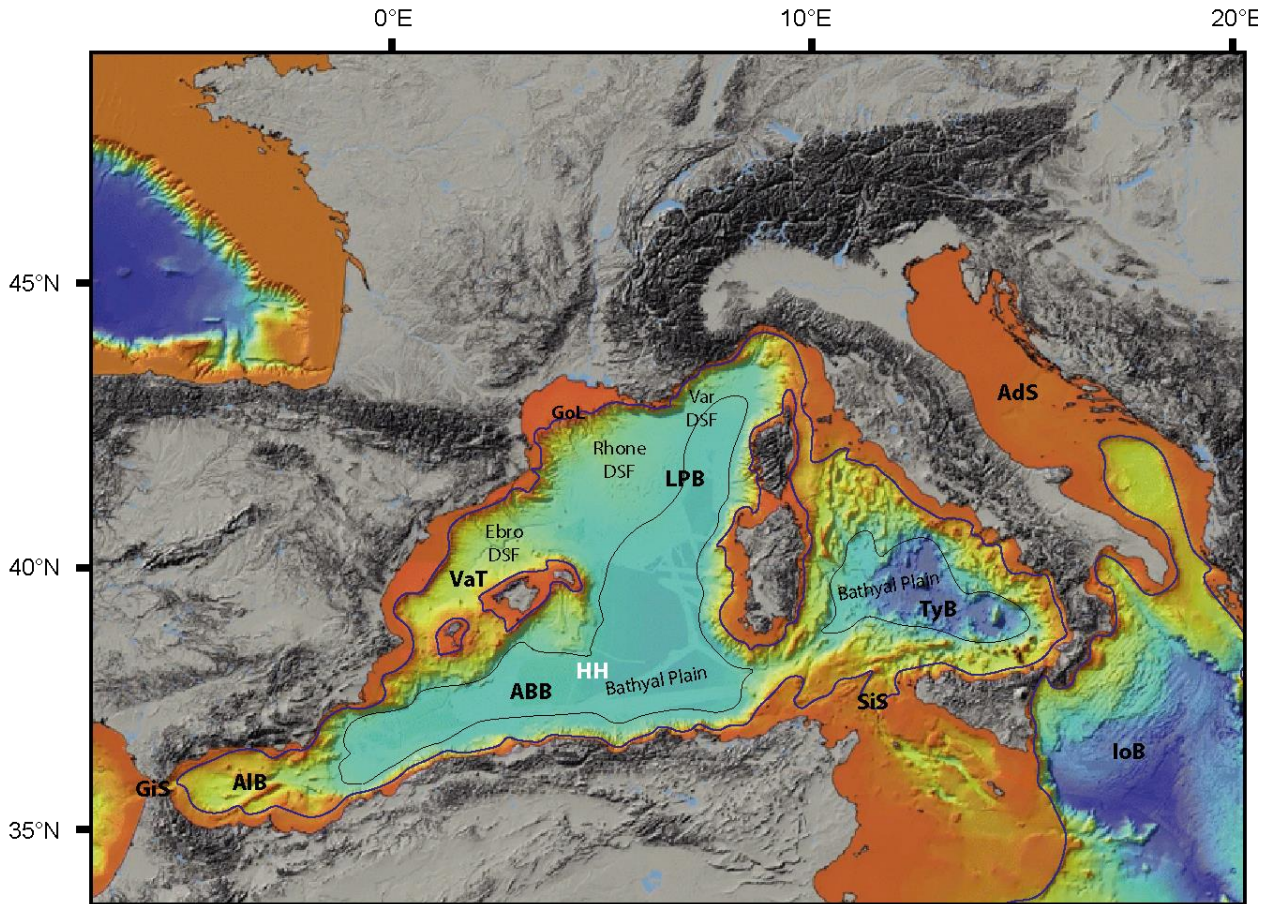 0°E
10°E
20°E
45°N
40°N
35°N
AdS
GoL
Var
DSF
Rhone
DSF
LPB
Ebro
DSF
VaT
Bathyal Plain
TyB
HH
ABB
Bathyal Plain
SiS
IoB
GiS
AlB